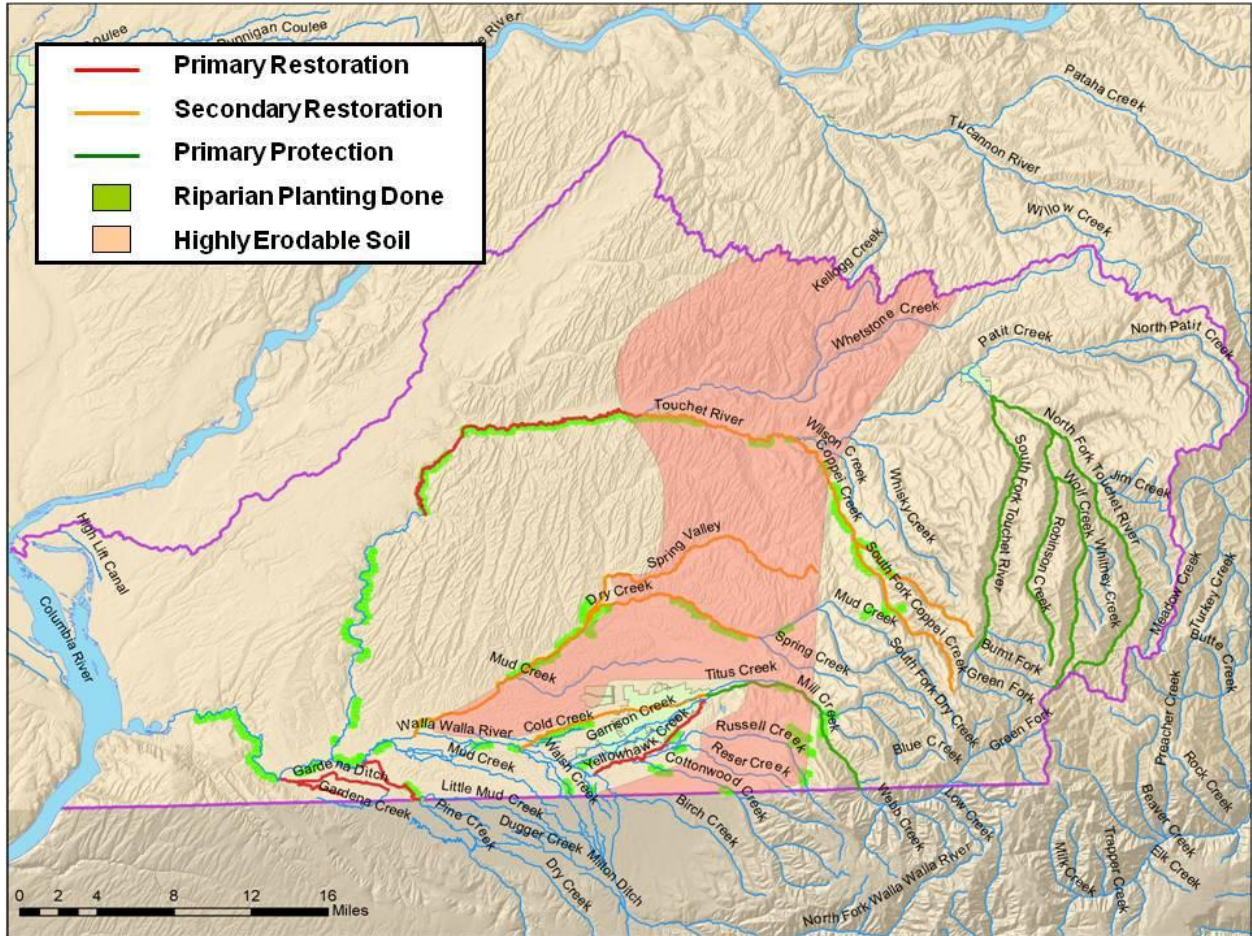 Coulee
Dunnigan Coulee
River
Primary Restoration
Secondary Restoration
Primary Protection
Riparian Planting Done
Highly Erodable Soil
Pataha Creek
Tucannon River
Willow Creek
Kellogg Creek
Whetstone Creek
Patit Creek
North Patit Creek
Touchet River
Wilson Creek
Coppei Creek
Whisky Creek
North Fork Touchet River
South Fork Touchet River
Wolf Creek
Robinson Creek
Jim Creek
Whitney Creek
Meadow Creek
Turkey Creek
Butte Creek
High Lift Canal
Columbia River
Spring Valley
Dry Creek
Mud Creek
South Fork Coppei Creek
Mud Creek
Burnt Fork
Green Fork
Spring Creek
South Fork Dry Creek
Titus Creek
Mill Creek
Walla Walla River
Cold Creek
Garrison Creek
Russell Creek
Yellowhawk Creek
Reser Creek
Blue Creek
Green Fork
Preacher Creek
Rock Creek
Mud Creek
Walsh Creek
Cottonwood Creek
Gardena Ditch
Gardena Creek
Little Mud Creek
Pine Creek
Dugger Creek
Milton Ditch
Birch Creek
Webb Creek
Low Creek
Beaver Creek
Elk Creek
Trapper Creek
Milk Creek
Dry Creek
North Fork Walla Walla River
0 2 4 8 12 16
Miles